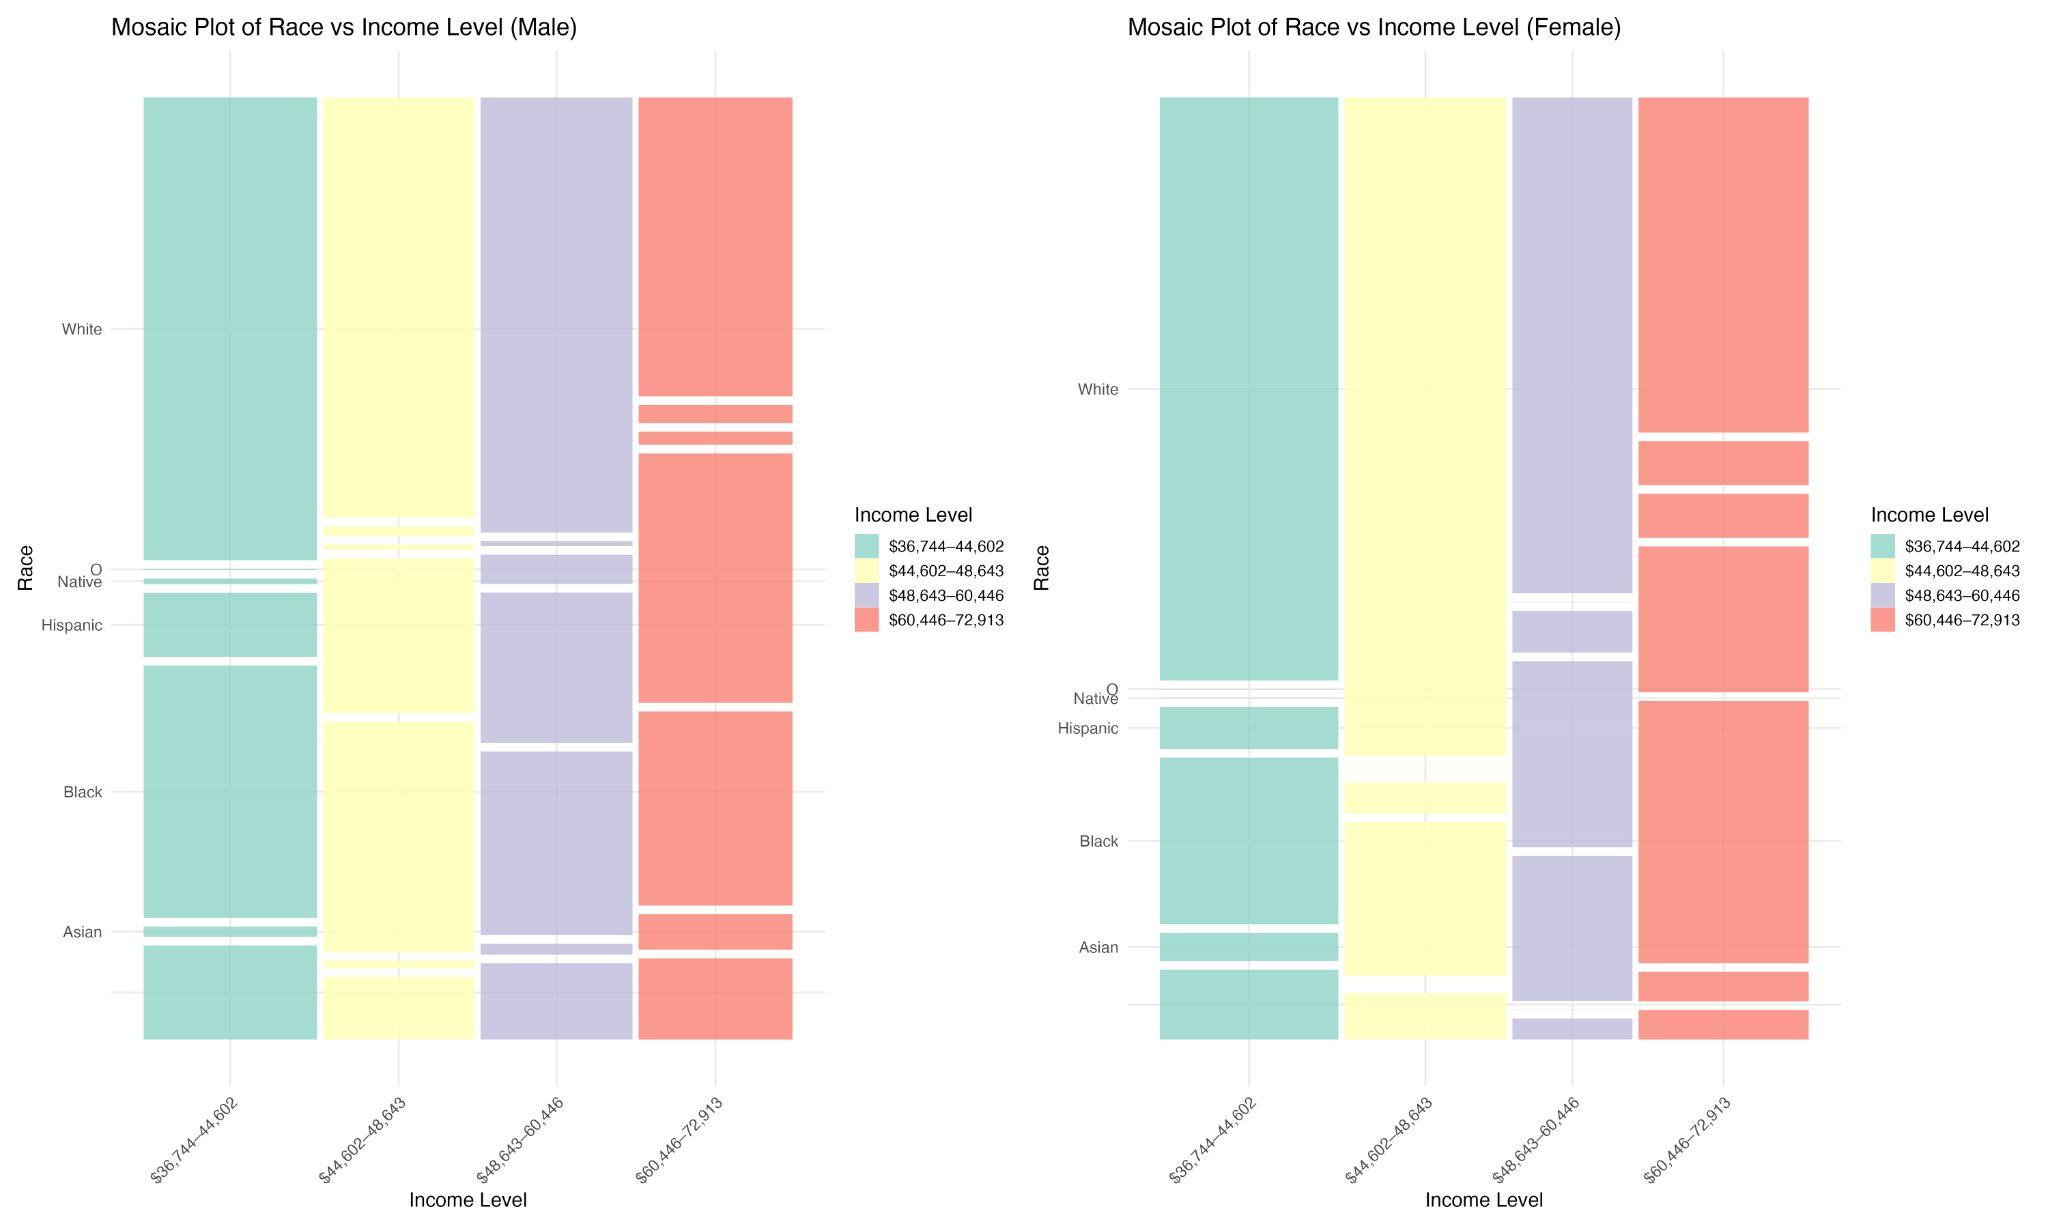 Mosaic Plot of Race vs Income Level (Male)
Race
White
O
Native
Hispanic
Black
Asian
$36,744–44,602
$44,602–48,643
$48,643–60,446
$60,446–72,913
Income Level
Income Level
$36,744–44,602
$44,602–48,643
$48,643–60,446
$60,446–72,913
Mosaic Plot of Race vs Income Level (Female)
Race
White
O
Native
Hispanic
Black
Asian
$36,744–44,602
$44,602–48,643
$48,643–60,446
$60,446–72,913
Income Level
Income Level
$36,744–44,602
$44,602–48,643
$48,643–60,446
$60,446–72,913